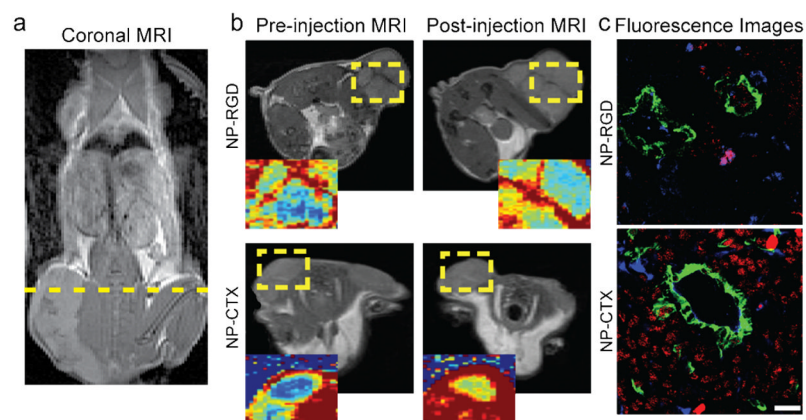 a
Coronal MRI
b
Pre-injection MRI
Post-injection MRI
NP-RGD
NP-CTX
c
Fluorescence Images
NP-RGD
NP-CTX